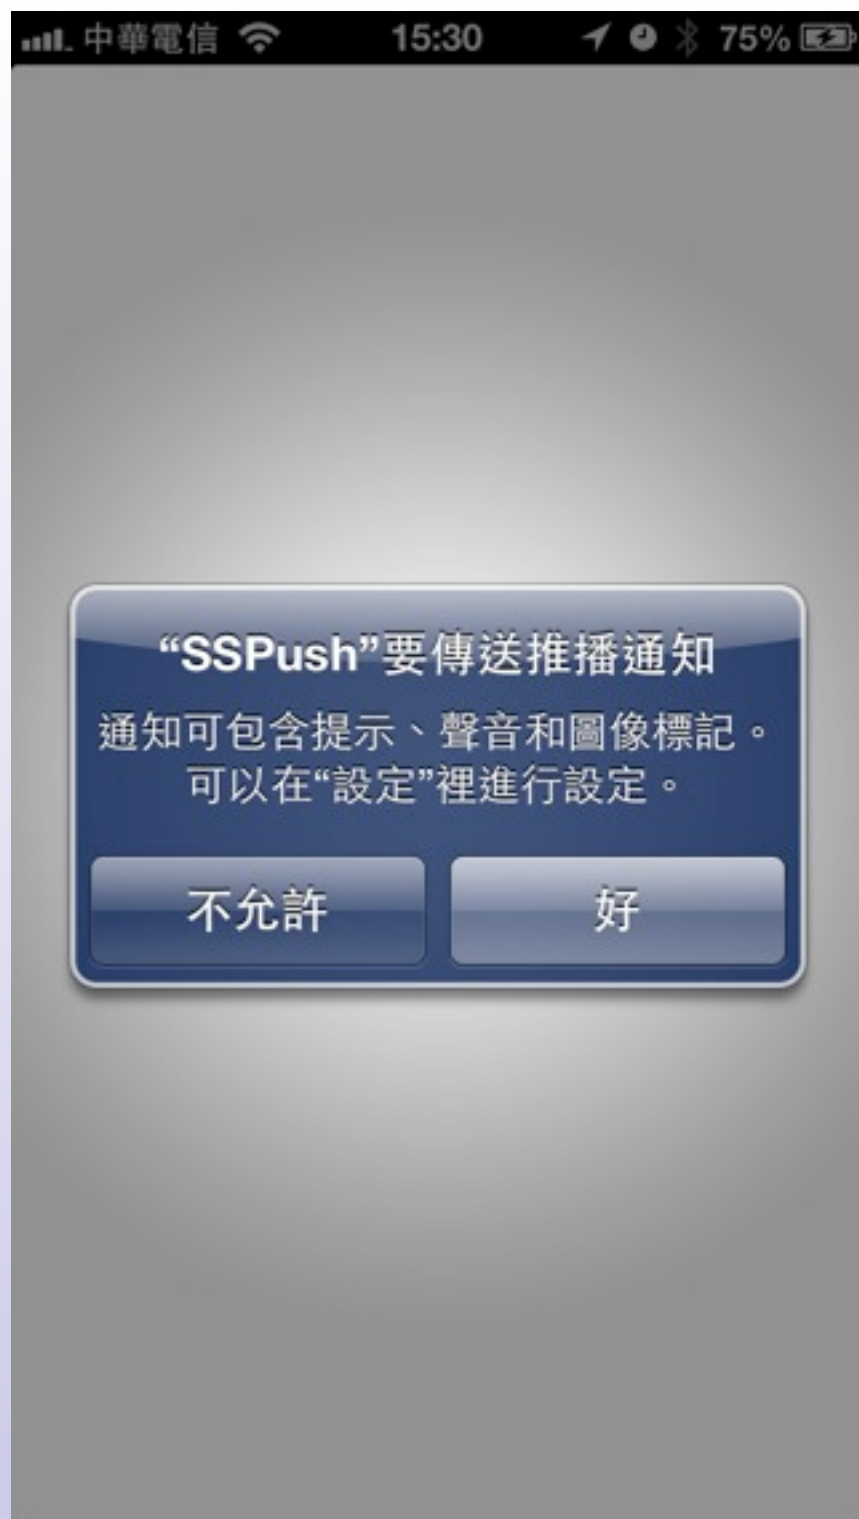 中華電信 15:30 75%
“SSPush”要傳送推播通知
通知可包含提示、聲音和圖像標記。
可以在“設定”裡進行設定。
不允許 好